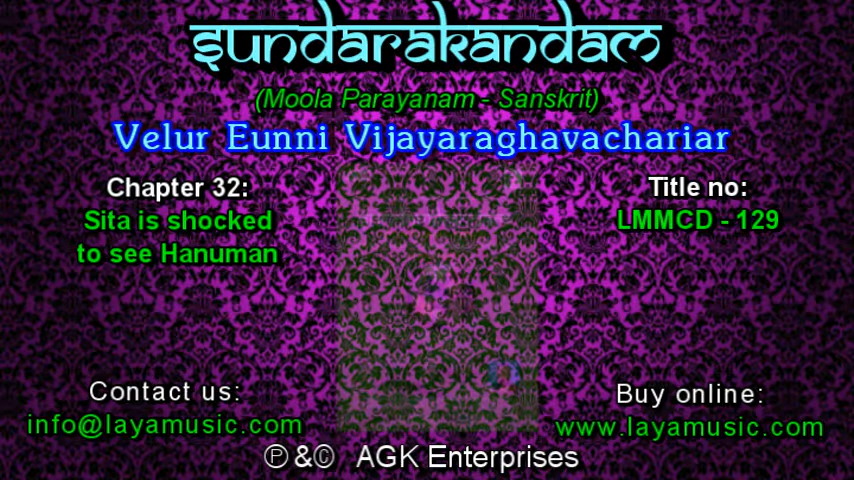 Sundarakandam
(Moola Parayanam - Sanskrit)
Velur Eunni Vijayaraghavachariar
Chapter 32:
Sita is shocked
to see Hanuman
Title no:
LMMCD - 129
Contact us:
info@layamusic.com
Buy online:
www.layamusic.com
℗ &© AGK Enterprises